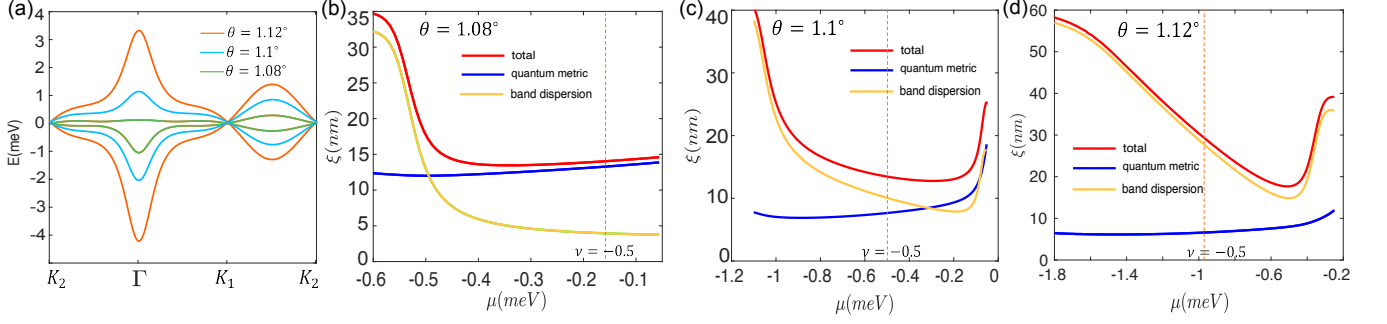 (a)
E(meV)
3
2
1
0
-1
-2
-3
-4
θ = 1.12°
θ = 1.1°
θ = 1.08°
K₂
Γ
K₁
K₂
(b)
ξ(nm)
35
30
25
20
15
10
5
0
θ = 1.08°
total
quantum metric
band dispersion
ν = −0.5
-0.6
-0.5
-0.4
-0.3
-0.2
-0.1
μ(meV)
(c)
ξ(nm)
40
30
20
10
0
θ = 1.1°
total
quantum metric
band dispersion
ν = −0.5
-1.2
-1
-0.8
-0.6
-0.4
-0.2
0
μ(meV)
(d)
ξ(nm)
60
50
40
30
20
10
0
θ = 1.12°
total
quantum metric
band dispersion
ν = −0.5
-1.8
-1.4
-1
-0.6
-0.2
μ(meV)